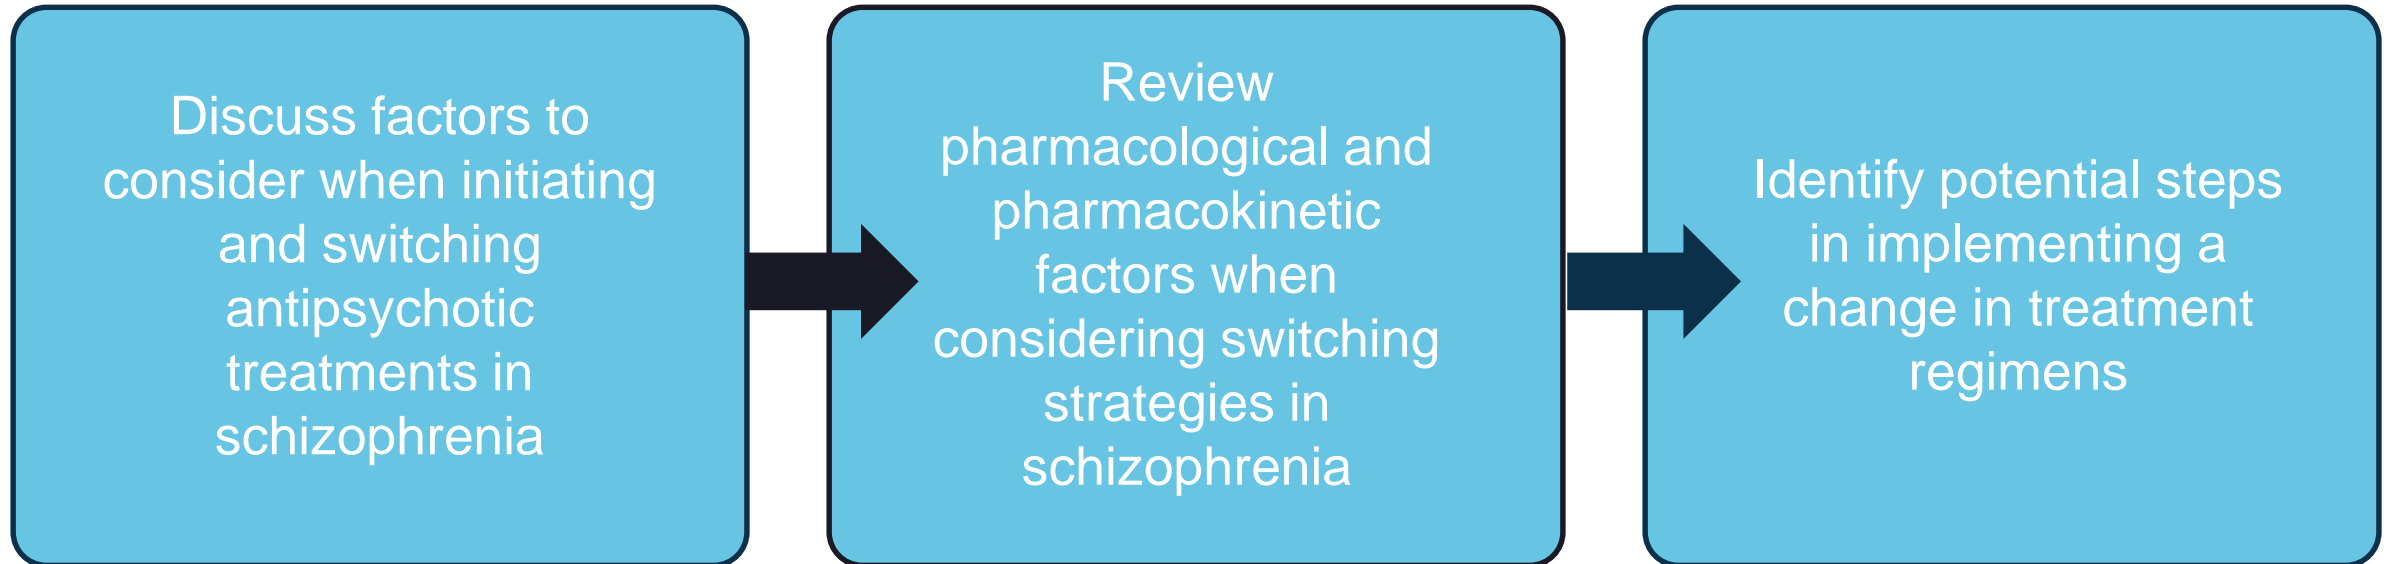 Discuss factors to
consider when initiating
and switching
antipsychotic
treatments in
schizophrenia
Review
pharmacological and
pharmacokinetic
factors when
considering switching
strategies in
schizophrenia
Identify potential steps
in implementing a
change in treatment
regimens